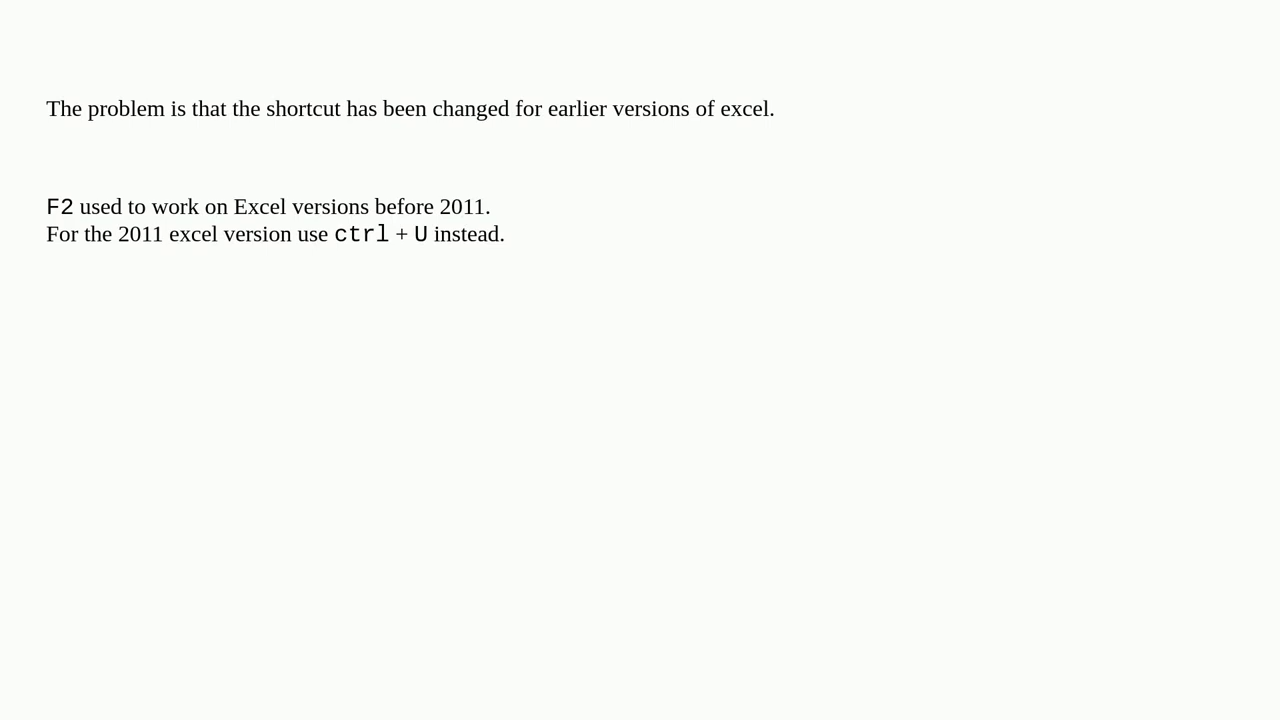 The problem is that the shortcut has been changed for earlier versions of excel.
F2 used to work on Excel versions before 2011.
For the 2011 excel version use ctrl + U instead.